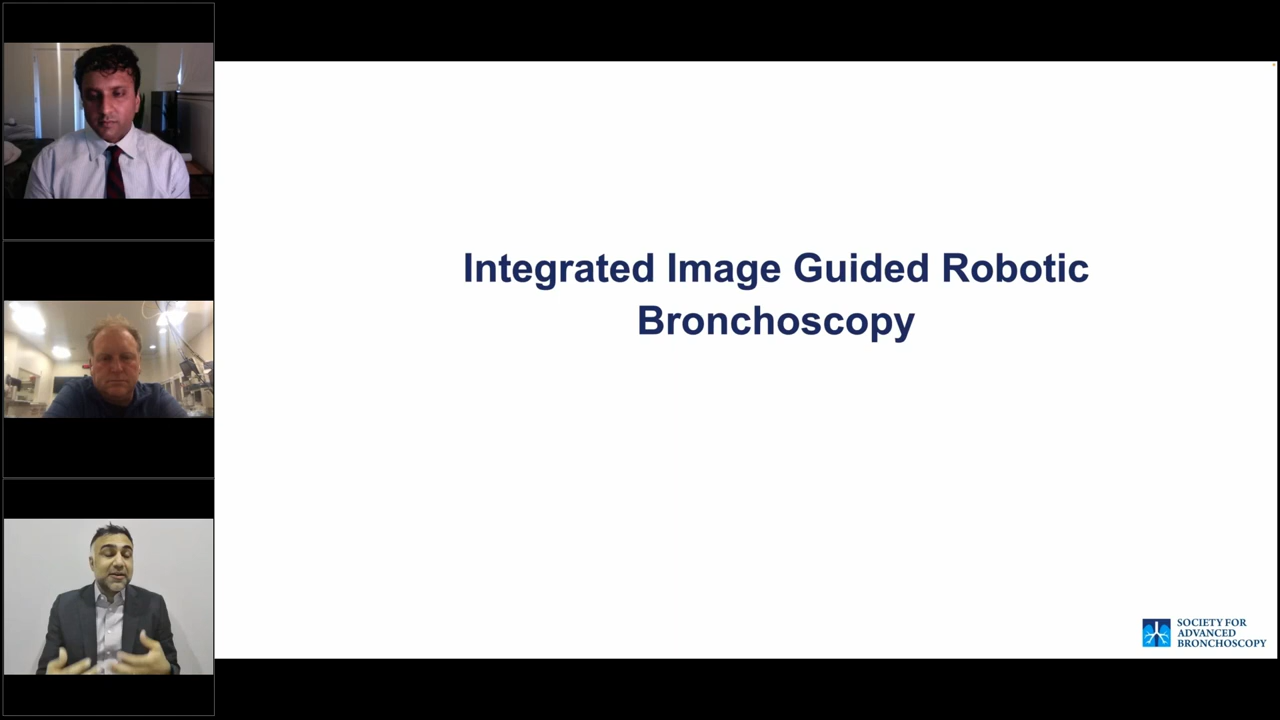 Integrated Image Guided Robotic
Bronchoscopy
SOCIETY FOR
ADVANCED
BRONCHOSCOPY